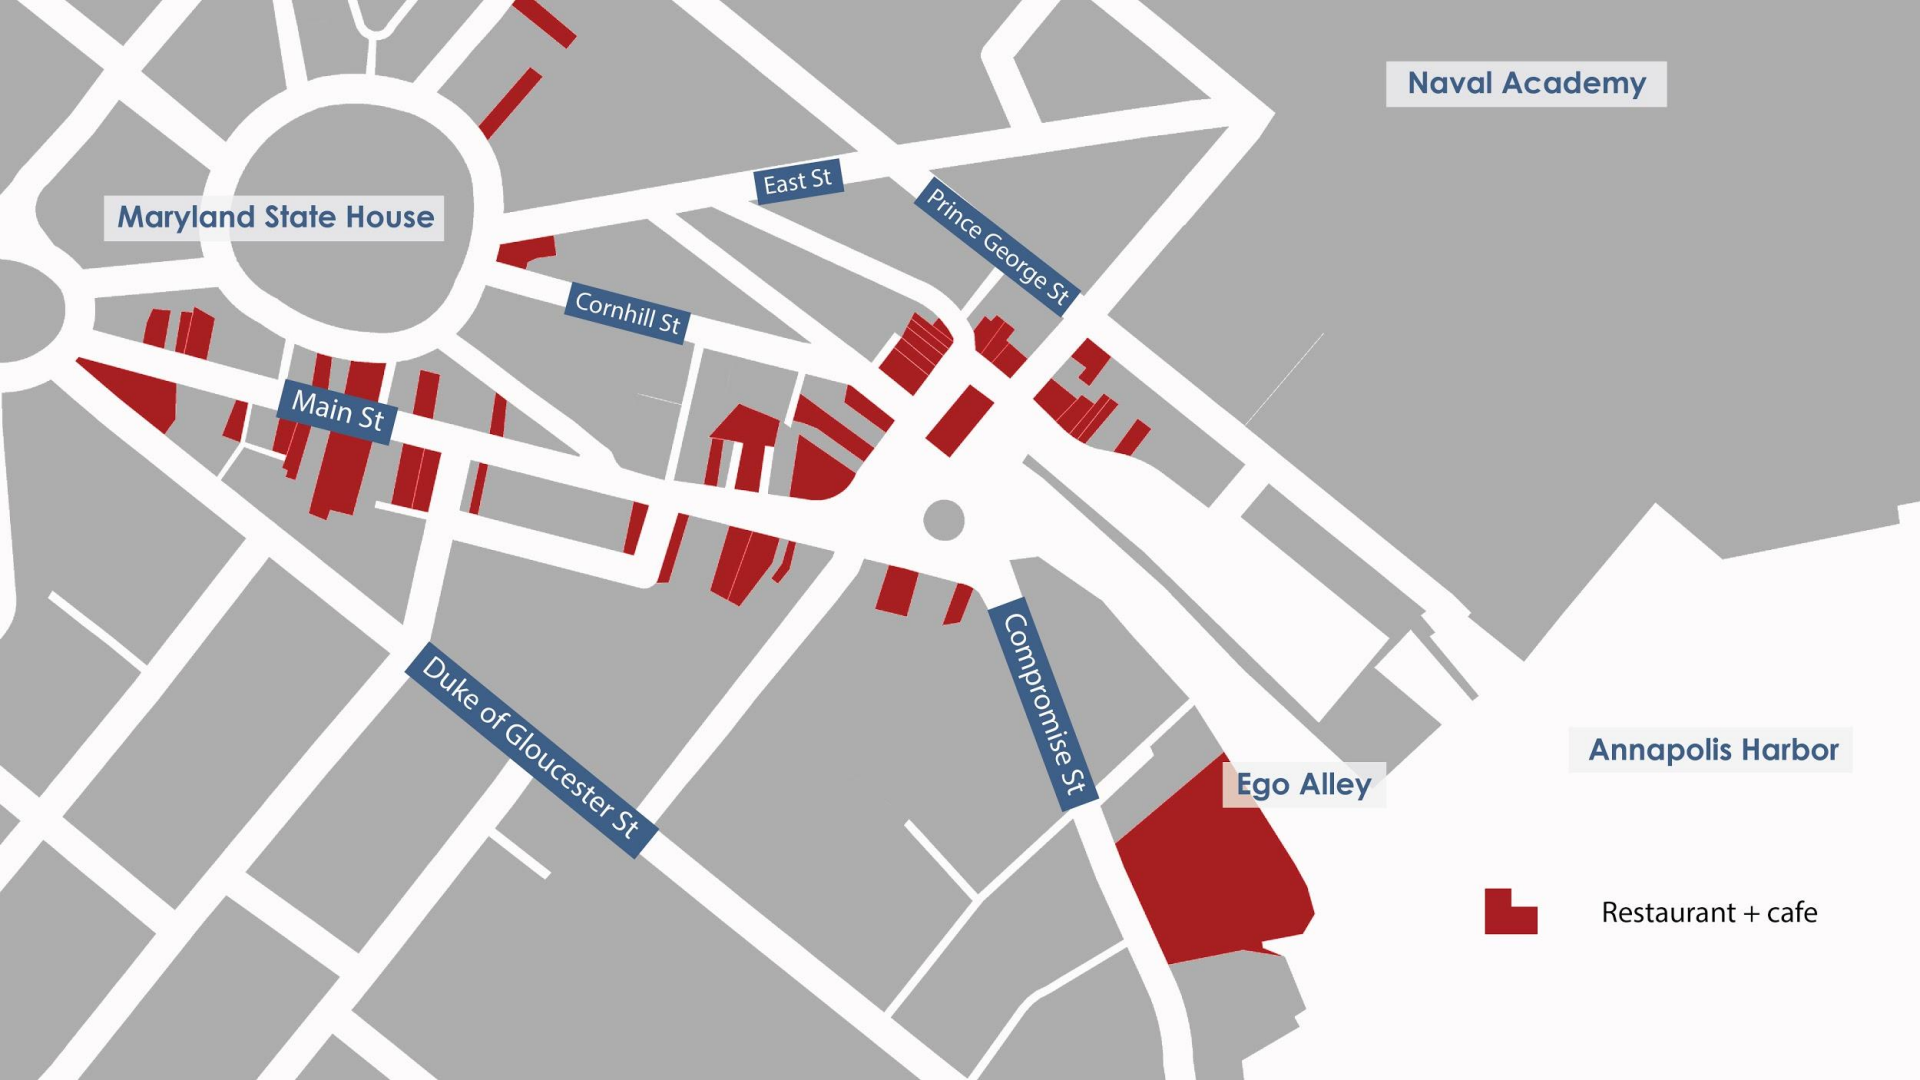 Naval Academy
East St
Maryland State House
Prince George St
Cornhill St
Main St
Compromise St
Duke of Gloucester St
Annapolis Harbor
Ego Alley
Restaurant + cafe